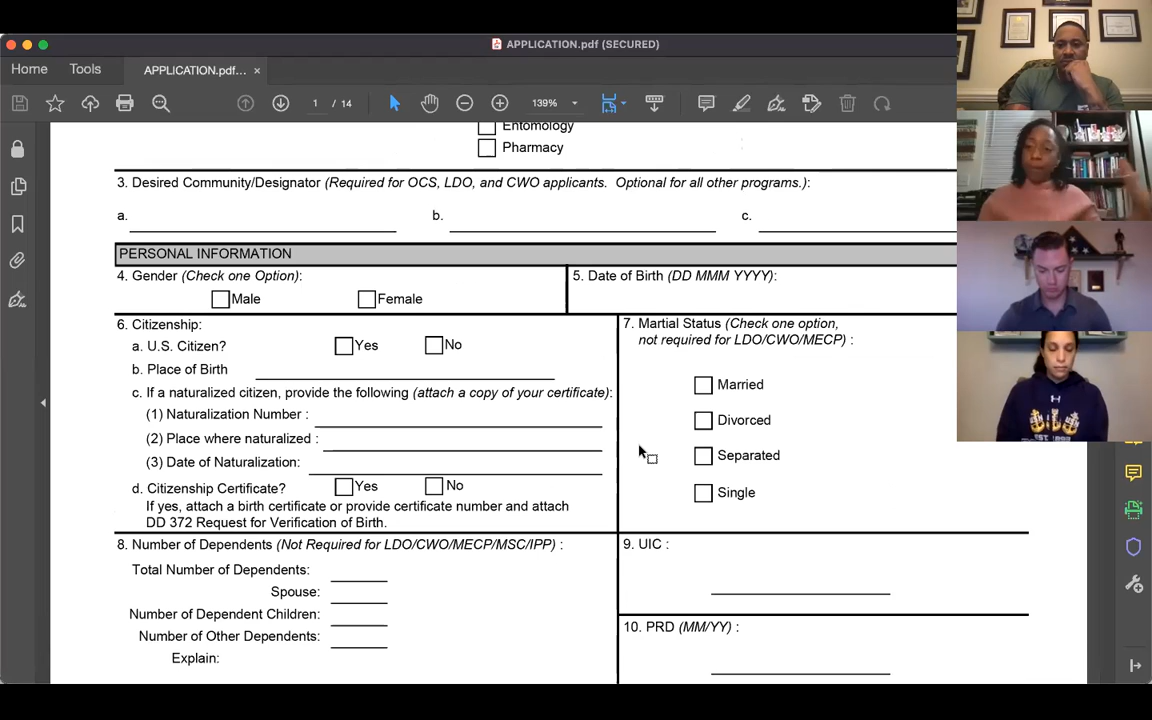 APPLICATION.pdf (SECURED)
Home Tools APPLICATION.pdf... ×
1 / 14 139%
Entomology
Pharmacy
3. Desired Community/Designator (Required for OCS, LDO, and CWO applicants. Optional for all other programs.):
a. b. c.
PERSONAL INFORMATION
4. Gender (Check one Option):
Male Female
5. Date of Birth (DD MMM YYYY):
6. Citizenship:
a. U.S. Citizen? Yes No
b. Place of Birth
c. If a naturalized citizen, provide the following (attach a copy of your certificate):
(1) Naturalization Number :
(2) Place where naturalized :
(3) Date of Naturalization:
d. Citizenship Certificate? Yes No
If yes, attach a birth certificate or provide certificate number and attach
DD 372 Request for Verification of Birth.
7. Martial Status (Check one option,
not required for LDO/CWO/MECP) :
Married
Divorced
Separated
Single
8. Number of Dependents (Not Required for LDO/CWO/MECP/MSC/IPP) :
Total Number of Dependents:
Spouse:
Number of Dependent Children:
Number of Other Dependents:
Explain:
9. UIC :
10. PRD (MM/YY) :